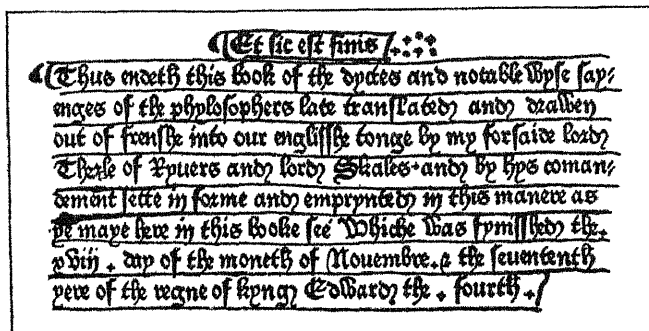 Et sic est finis
Thus endeth this book of the dyctes and notable wyse say⸗
enges of the phylosophers late translated and drawen
out of frenshe into our englisshe tonge by my forsaide lord
Therle of Ryuers and lord Skales. and by hys coman⸗
dement sette in forme and emprynted in this manere as
ye maye here in this booke see Whiche was fynisshed the.
xviij. day of the moneth of Nouembre. & the seuententh
yere of the regne of kyng Edward the. fourth.